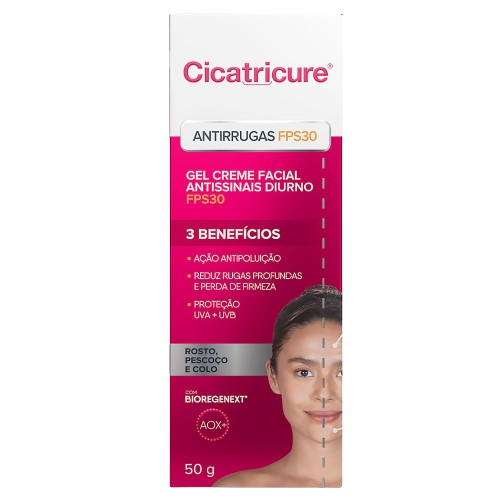 Cicatricure®
ANTIRRUGAS FPS30
GEL CREME FACIAL
ANTISSINAIS DIURNO
FPS30
3 BENEFÍCIOS
• AÇÃO ANTIPOLUIÇÃO
• REDUZ RUGAS PROFUNDAS
E PERDA DE FIRMEZA
• PROTEÇÃO
UVA + UVB
ROSTO,
PESCOÇO
E COLO
COM
BIOREGENEXT*
AOX+
50 g